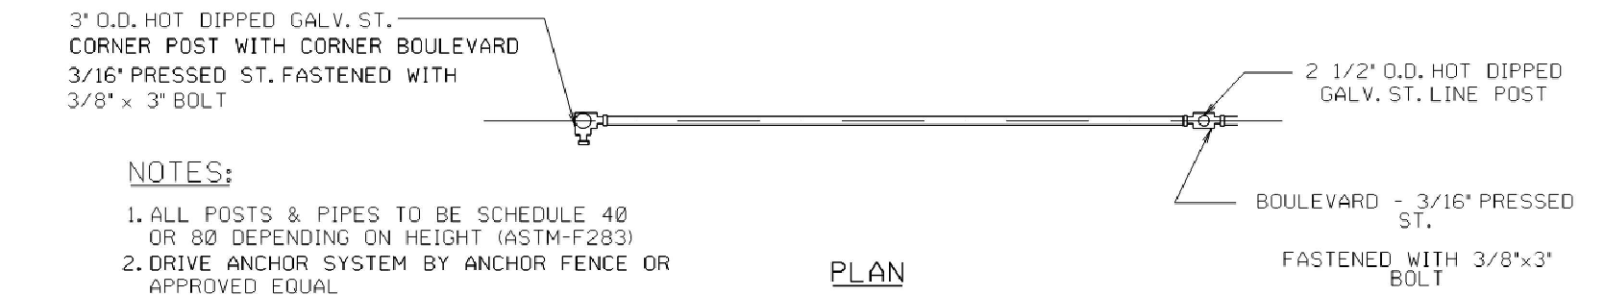 3" O.D. HOT DIPPED GALV. ST.
CORNER POST WITH CORNER BOULEVARD
3/16" PRESSED ST. FASTENED WITH
3/8" x 3" BOLT
2 1/2" O.D. HOT DIPPED
GALV. ST. LINE POST
NOTES:
1. ALL POSTS & PIPES TO BE SCHEDULE 40
OR 80 DEPENDING ON HEIGHT (ASTM-F283)
2. DRIVE ANCHOR SYSTEM BY ANCHOR FENCE OR
APPROVED EQUAL
PLAN
BOULEVARD - 3/16" PRESSED
ST.
FASTENED WITH 3/8"x3"
BOLT